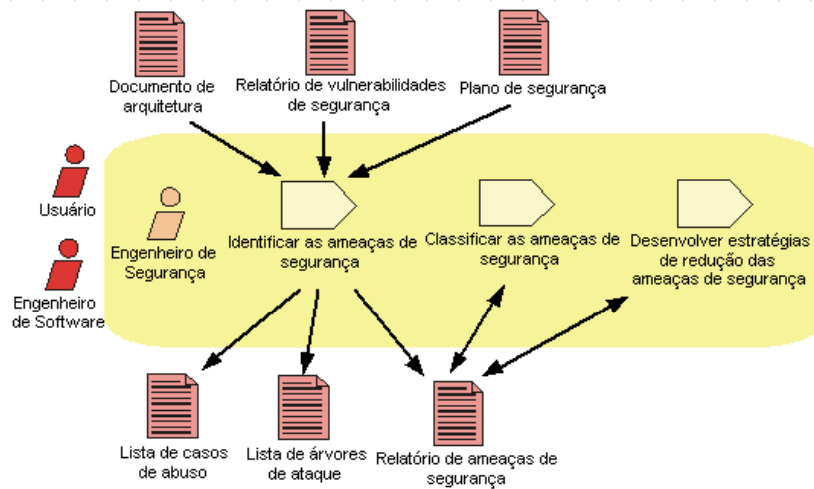 Documento de
arquitetura
Relatório de vulnerabilidades
de segurança
Plano de segurança
Usuário
Engenheiro
de Software
Engenheiro de
Segurança
Identificar as ameaças de
segurança
Classificar as ameaças de
segurança
Desenvolver estratégias
de redução das
ameaças de segurança
Lista de casos
de abuso
Lista de árvores
de ataque
Relatório de ameaças de
segurança